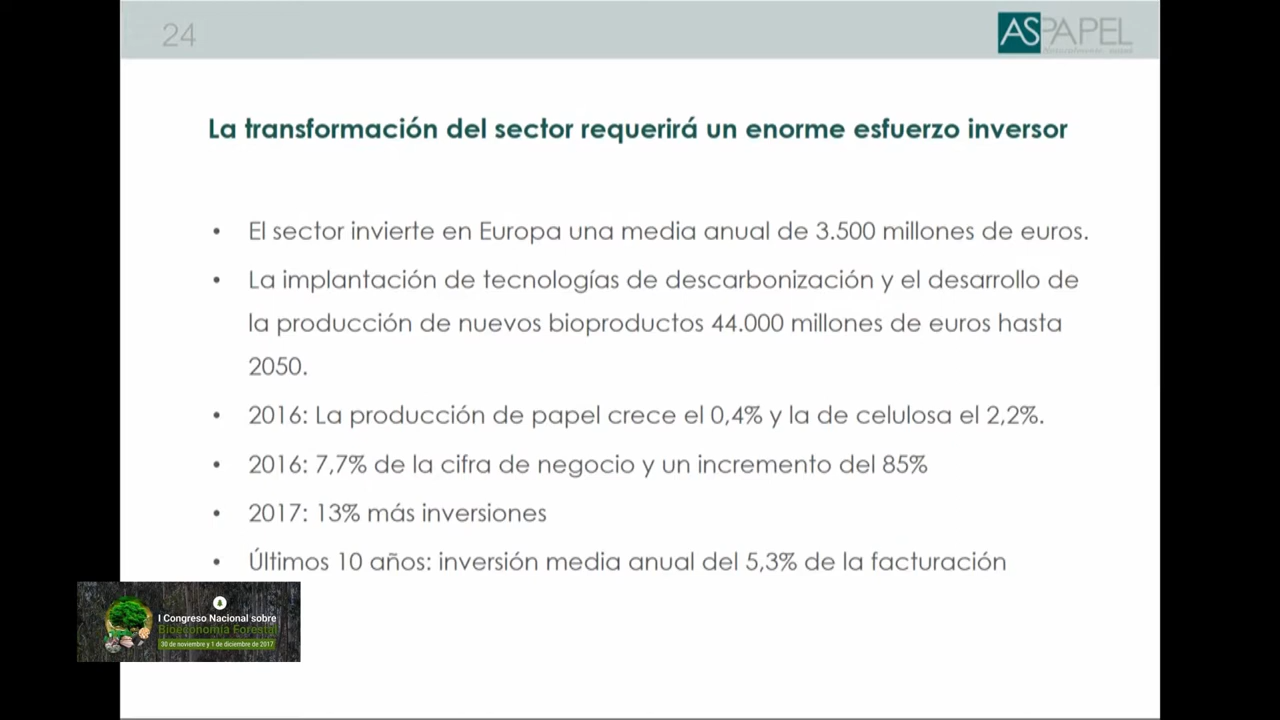 24
ASPAPEL
La transformación del sector requerirá un enorme esfuerzo inversor
• El sector invierte en Europa una media anual de 3.500 millones de euros.
• La implantación de tecnologías de descarbonización y el desarrollo de
la producción de nuevos bioproductos 44.000 millones de euros hasta
2050.
• 2016: La producción de papel crece el 0,4% y la de celulosa el 2,2%.
• 2016: 7,7% de la cifra de negocio y un incremento del 85%
• 2017: 13% más inversiones
• Últimos 10 años: inversión media anual del 5,3% de la facturación
I Congreso Nacional sobre
Bioeconomía Forestal
30 de noviembre y 1 de diciembre de 2017